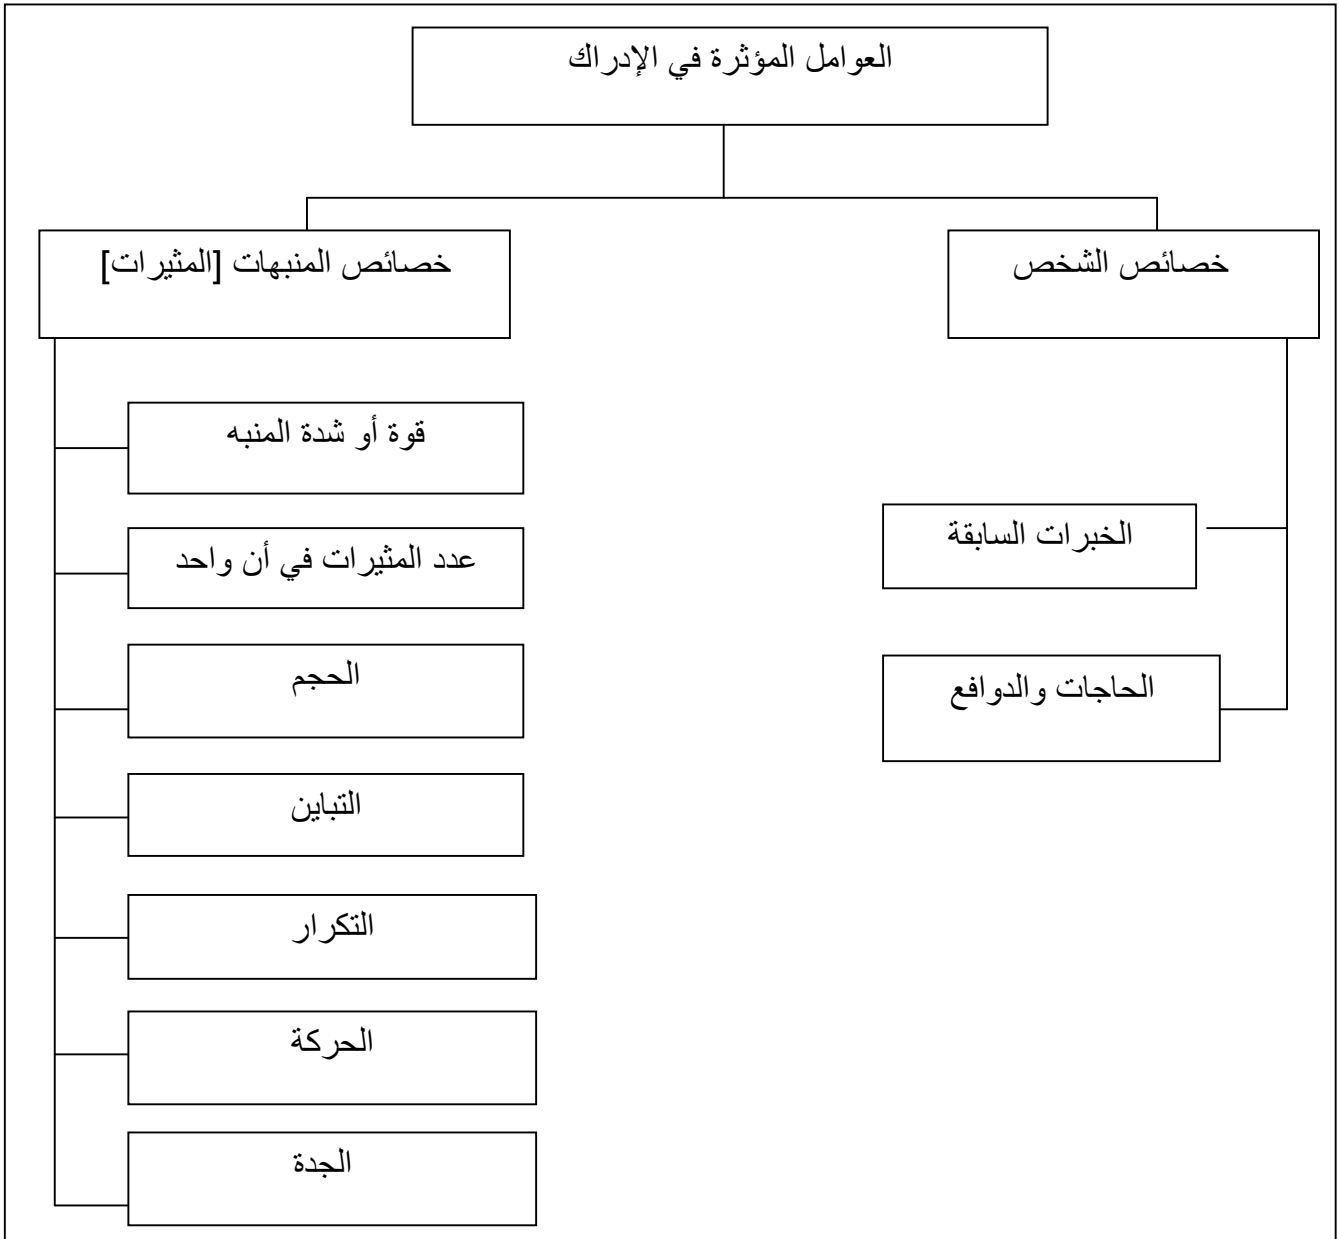 العوامل المؤثرة في الإدراك
خصائص الشخص
خصائص المنبهات [المثيرات]
الخبرات السابقة
الحاجات والدوافع
قوة أو شدة المنبه
عدد المثيرات في أن واحد
الحجم
التباين
التكرار
الحركة
الجدة